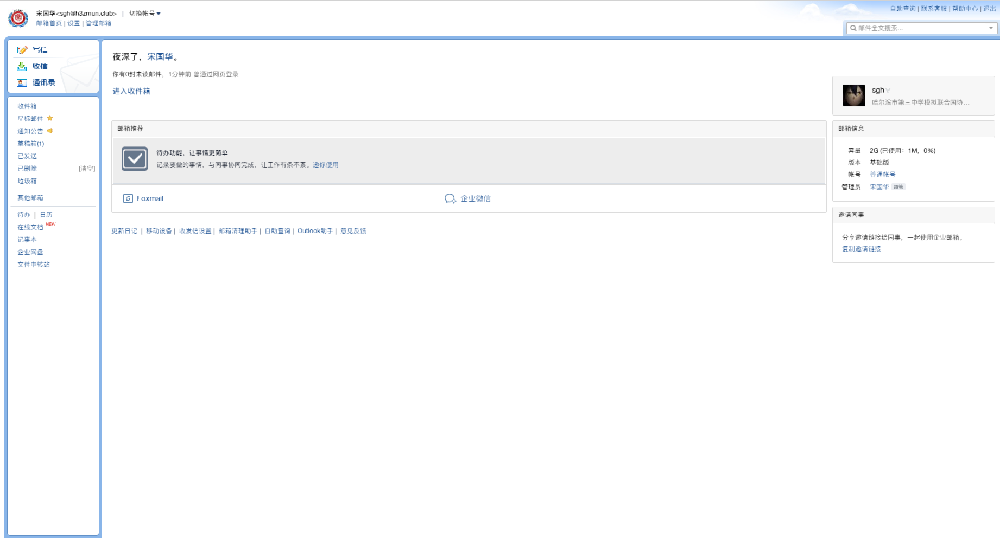 宋国华<sgh@h3zmun.club> | 切换帐号
邮箱首页 | 设置 | 管理邮箱
自助查询 | 联系客服 | 帮助中心 | 退出
邮件全文搜索...
写信
收信
通讯录
收件箱
星标邮件
通知公告
草稿箱(1)
已发送
已删除 [清空]
垃圾箱
其他邮箱
待办 | 日历
在线文档 NEW
记事本
企业网盘
文件中转站
夜深了，宋国华。
你有0封未读邮件，1分钟前 曾通过网页登录
进入收件箱
邮箱推荐
待办功能，让事情更简单
记录要做的事情，与同事协同完成，让工作有条不紊。邀你使用
Foxmail
企业微信
更新日记 | 移动设备 | 收发信设置 | 邮箱清理助手 | 自助查询 | Outlook助手 | 意见反馈
sgh
哈尔滨市第三中学模拟联合国协...
邮箱信息
容量 2G (已使用：1M，0%)
版本 基础版
帐号 普通帐号
管理员 宋国华 超管
邀请同事
分享邀请链接给同事，一起使用企业邮箱。
复制邀请链接